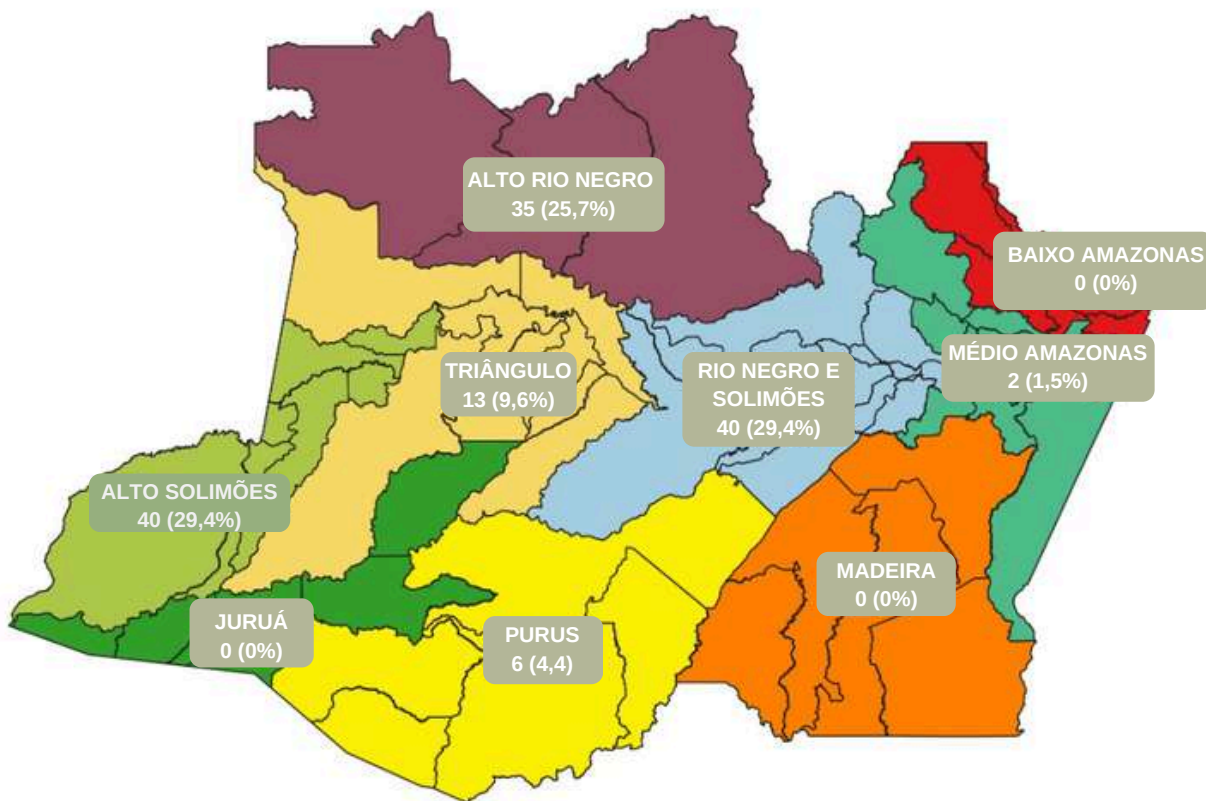 ALTO RIO NEGRO
35 (25,7%)
BAIXO AMAZONAS
0 (0%)
MÉDIO AMAZONAS
2 (1,5%)
TRIÂNGULO
13 (9,6%)
RIO NEGRO E
SOLIMÕES
40 (29,4%)
ALTO SOLIMÕES
40 (29,4%)
MADEIRA
0 (0%)
JURUÁ
0 (0%)
PURUS
6 (4,4)